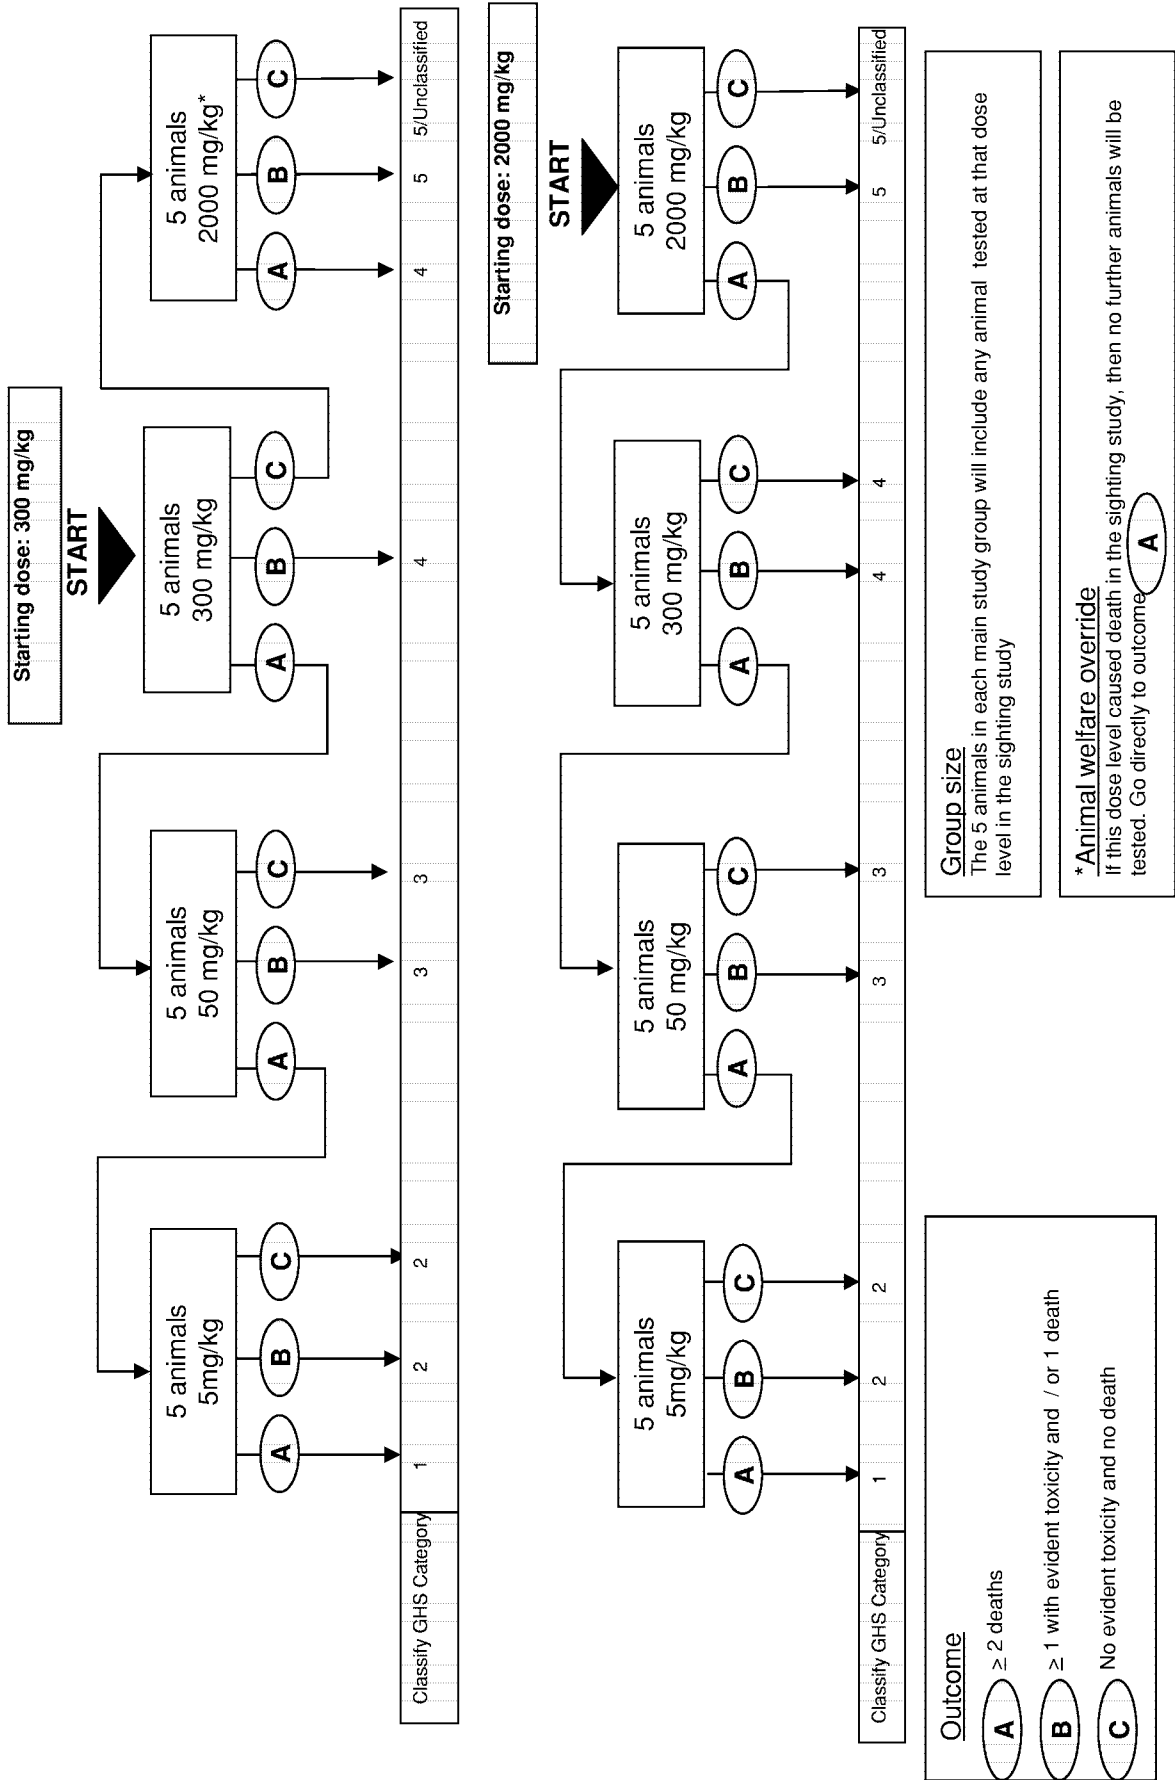 Starting dose: 300 mg/kg
START
5 animals
5mg/kg
5 animals
50 mg/kg
5 animals
300 mg/kg
5 animals
2000 mg/kg*
A
B
C
A
B
C
A
B
C
A
B
C
Classify GHS Category
1
2
2
3
3
4
4
5
5/Unclassified
Starting dose: 2000 mg/kg
START
5 animals
5mg/kg
5 animals
50 mg/kg
5 animals
300 mg/kg
5 animals
2000 mg/kg
A
B
C
A
B
C
A
B
C
A
B
C
Classify GHS Category
1
2
2
3
3
4
4
5
5/Unclassified
Outcome
A ≥ 2 deaths
B ≥ 1 with evident toxicity and / or 1 death
C No evident toxicity and no death
Group size
The 5 animals in each main study group will include any animal tested at that dose
level in the sighting study
* Animal welfare override
If this dose level caused death in the sighting study, then no further animals will be
tested. Go directly to outcome A